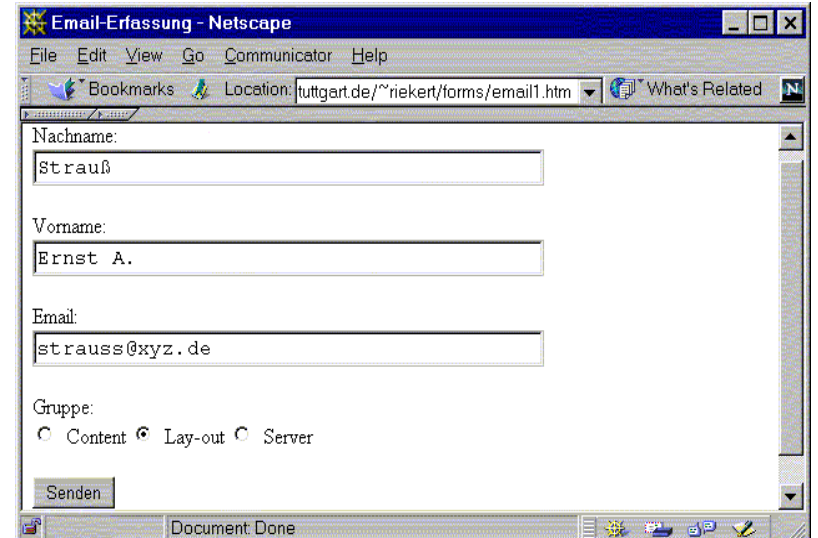 Email-Erfassung - Netscape
File Edit View Go Communicator Help
Bookmarks Location: tuttgart.de/~riekert/forms/email1.htm What's Related N
Nachname:
Strauß
Vorname:
Ernst A.
Email:
strauss@xyz.de
Gruppe:
Content Lay-out Server
Senden
Document: Done